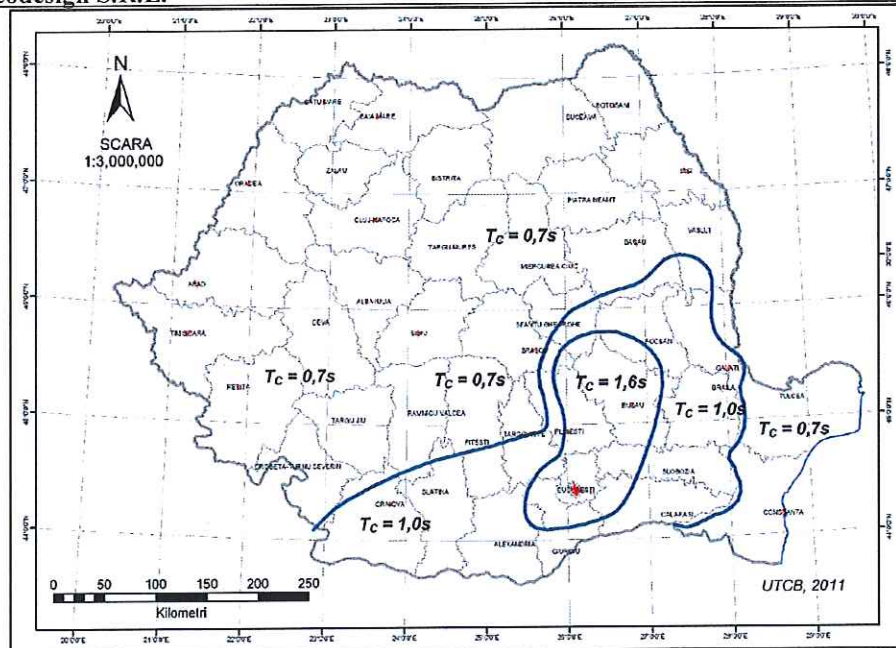 S.R.L.
N
SCARA
1:3,000,000
SATU MARE
BAIA MARE
BOTOSANI
SUCEAVA
ORADEA
ZALAU
BISTRITA
IASI
CLUJ-NAPOCA
PIATRA NEAMT
TARGU MURES
T_C = 0,7s
BACAU
VASLUI
MIERCUREA CIUC
ARAD
ALBA IULIA
DEVA
SFANTU GHEORGHE
TIMISOARA
SIBIU
BRASOV
FOCSANI
RESITA
T_C = 0,7s
T_C = 0,7s
T_C = 1,6s
GALATI
BRAILA
TULCEA
BUZAU
T_C = 1,0s
T_C = 0,7s
TARGU JIU
RAMNICU VALCEA
PITESTI
TARGOVISTE
PLOIESTI
DROBETA-TURNU SEVERIN
SLOBOZIA
BUCURESTI
CRAIOVA
SLATINA
CALARASI
CONSTANTA
T_C = 1,0s
ALEXANDRIA
GIURGIU
0 50 100 150 200 250
Kilometri
UTCB, 2011